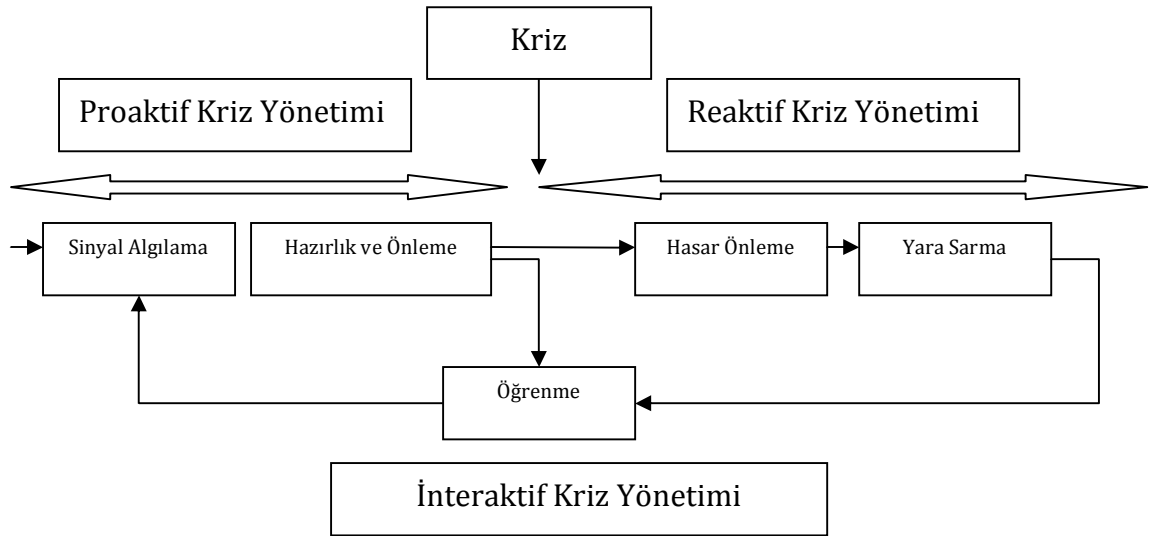 Kriz
Proaktif Kriz Yönetimi
Reaktif Kriz Yönetimi
Sinyal Algılama
Hazırlık ve Önleme
Hasar Önleme
Yara Sarma
Öğrenme
İnteraktif Kriz Yönetimi